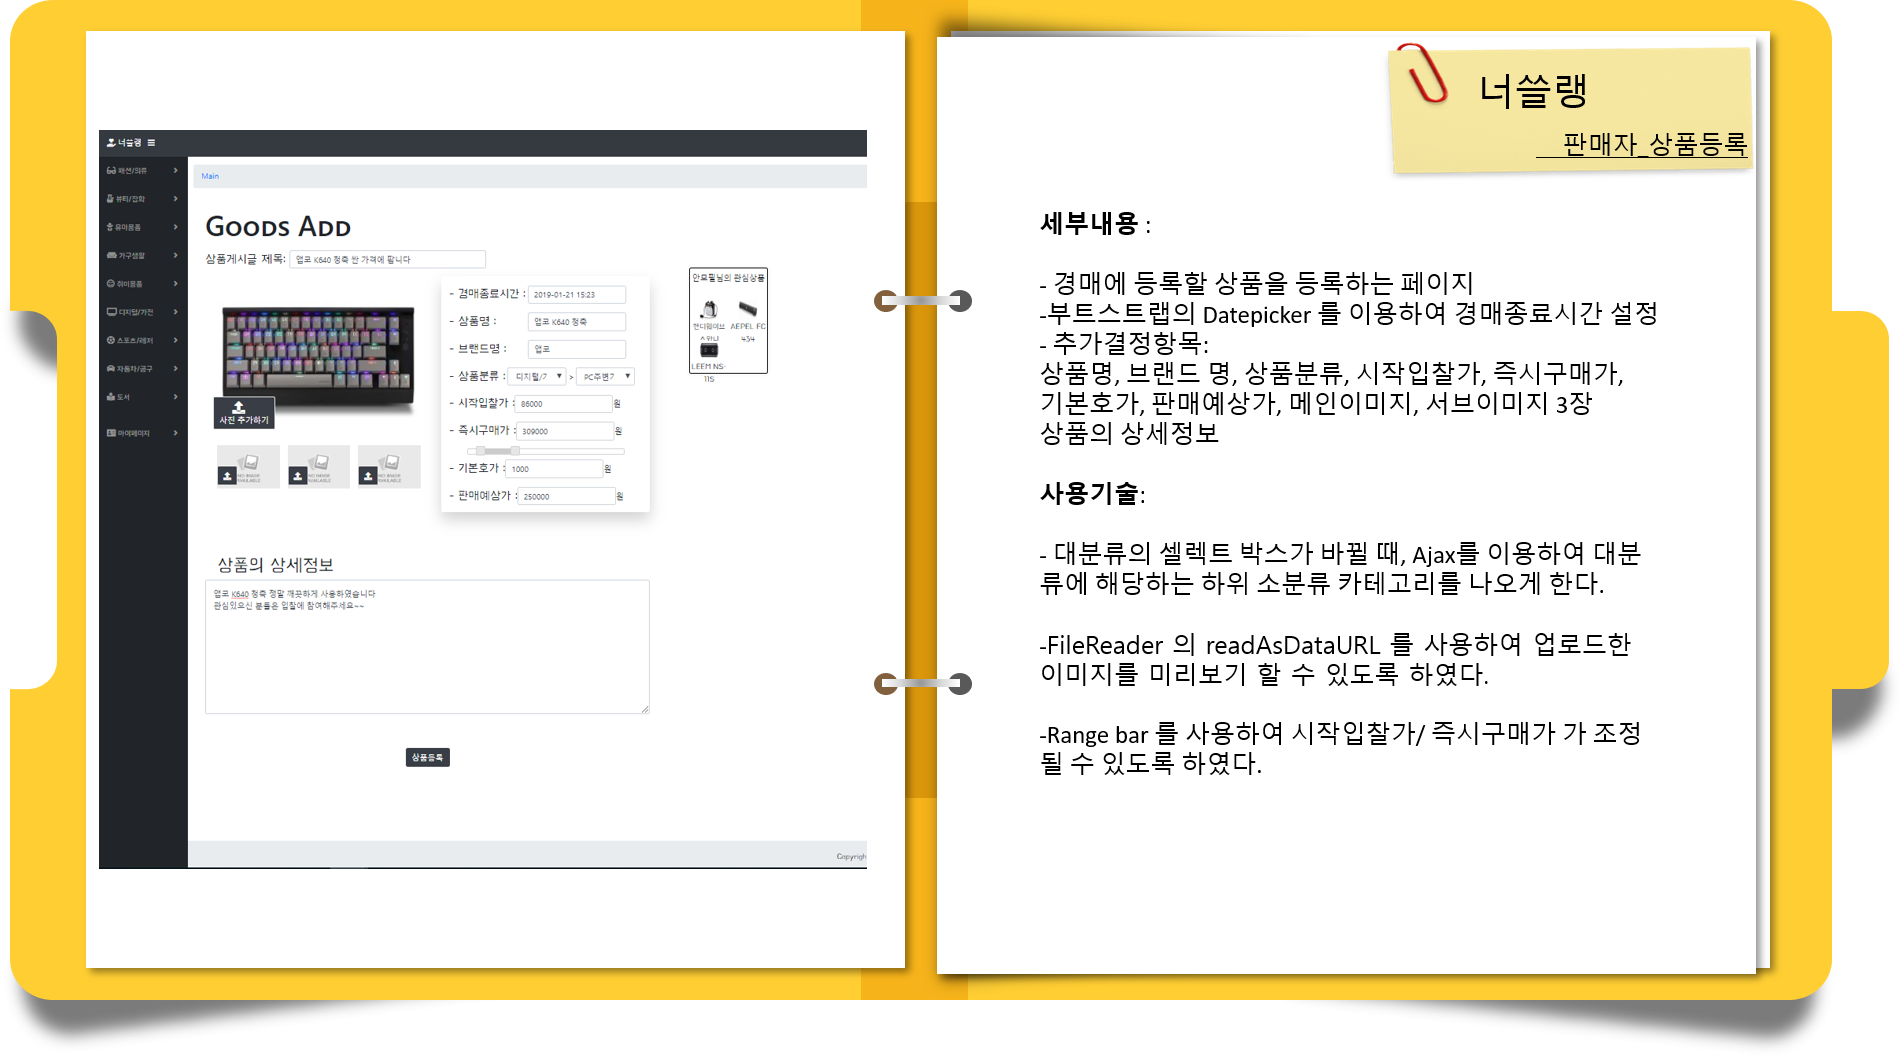 너쓸랭
패션/의류
뷰티/잡화
유아용품
가구생활
취미용품
디지털/가전
스포츠/레저
자동차/공구
도서
마이페이지
Main
GOODS ADD
상품게시글 제목: 앱코 K640 청축 싼 가격에 팝니다
사진 추가하기
NO IMAGE AVAILABLE
NO IMAGE AVAILABLE
NO IMAGE AVAILABLE
- 경매종료시간 : 2019-01-21 15:23
- 상품명 : 앱코 K640 청축
- 브랜드명 : 앱코
- 상품분류 : 디지털/가 > PC주변기
- 시작입찰가 : 86000 원
- 즉시구매가 : 309000 원
- 기본호가 : 1000 원
- 판매예상가 : 250000 원
안효필님의 관심상품
앤디웨이브
AEPEL FC
434
LEEM NS-
11S
상품의 상세정보
앱코 K640 청축 정말 깨끗하게 사용하였습니다
관심있으신 분들은 입찰에 참여해주세요~~
상품등록
Copyrigh
너쓸랭
판매자_상품등록
세부내용 :
- 경매에 등록할 상품을 등록하는 페이지
-부트스트랩의 Datepicker 를 이용하여 경매종료시간 설정
- 추가결정항목:
상품명, 브랜드 명, 상품분류, 시작입찰가, 즉시구매가,
기본호가, 판매예상가, 메인이미지, 서브이미지 3장
상품의 상세정보
사용기술:
- 대분류의 셀렉트 박스가 바뀔 때, Ajax를 이용하여 대분
류에 해당하는 하위 소분류 카테고리를 나오게 한다.
-FileReader 의 readAsDataURL 를 사용하여 업로드한
이미지를 미리보기 할 수 있도록 하였다.
-Range bar 를 사용하여 시작입찰가/ 즉시구매가 가 조정
될 수 있도록 하였다.